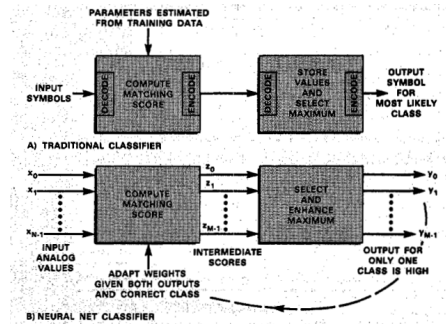 PARAMETERS ESTIMATED
FROM TRAINING DATA
INPUT
SYMBOLS
DECODE
COMPUTE
MATCHING
SCORE
ENCODE
DECODE
STORE
VALUES
AND
SELECT
MAXIMUM
ENCODE
OUTPUT
SYMBOL
FOR
MOST LIKELY
CLASS
A) TRADITIONAL CLASSIFIER
x0
x1
xN-1
INPUT
ANALOG
VALUES
COMPUTE
MATCHING
SCORE
z0
z1
zM-1
INTERMEDIATE
SCORES
SELECT
AND
ENHANCE
MAXIMUM
y0
y1
yM-1
OUTPUT FOR
ONLY ONE
CLASS IS HIGH
ADAPT WEIGHTS
GIVEN BOTH OUTPUTS
AND CORRECT CLASS
B) NEURAL NET CLASSIFIER